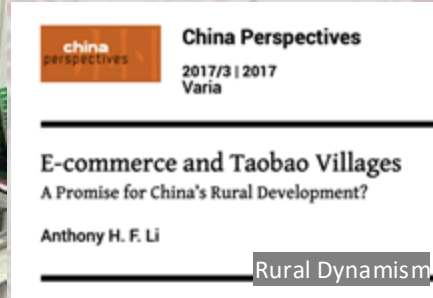 china
perspectives
China Perspectives
2017/3 | 2017
Varia
E-commerce and Taobao Villages
A Promise for China's Rural Development?
Anthony H. F. Li
Rural Dynamism